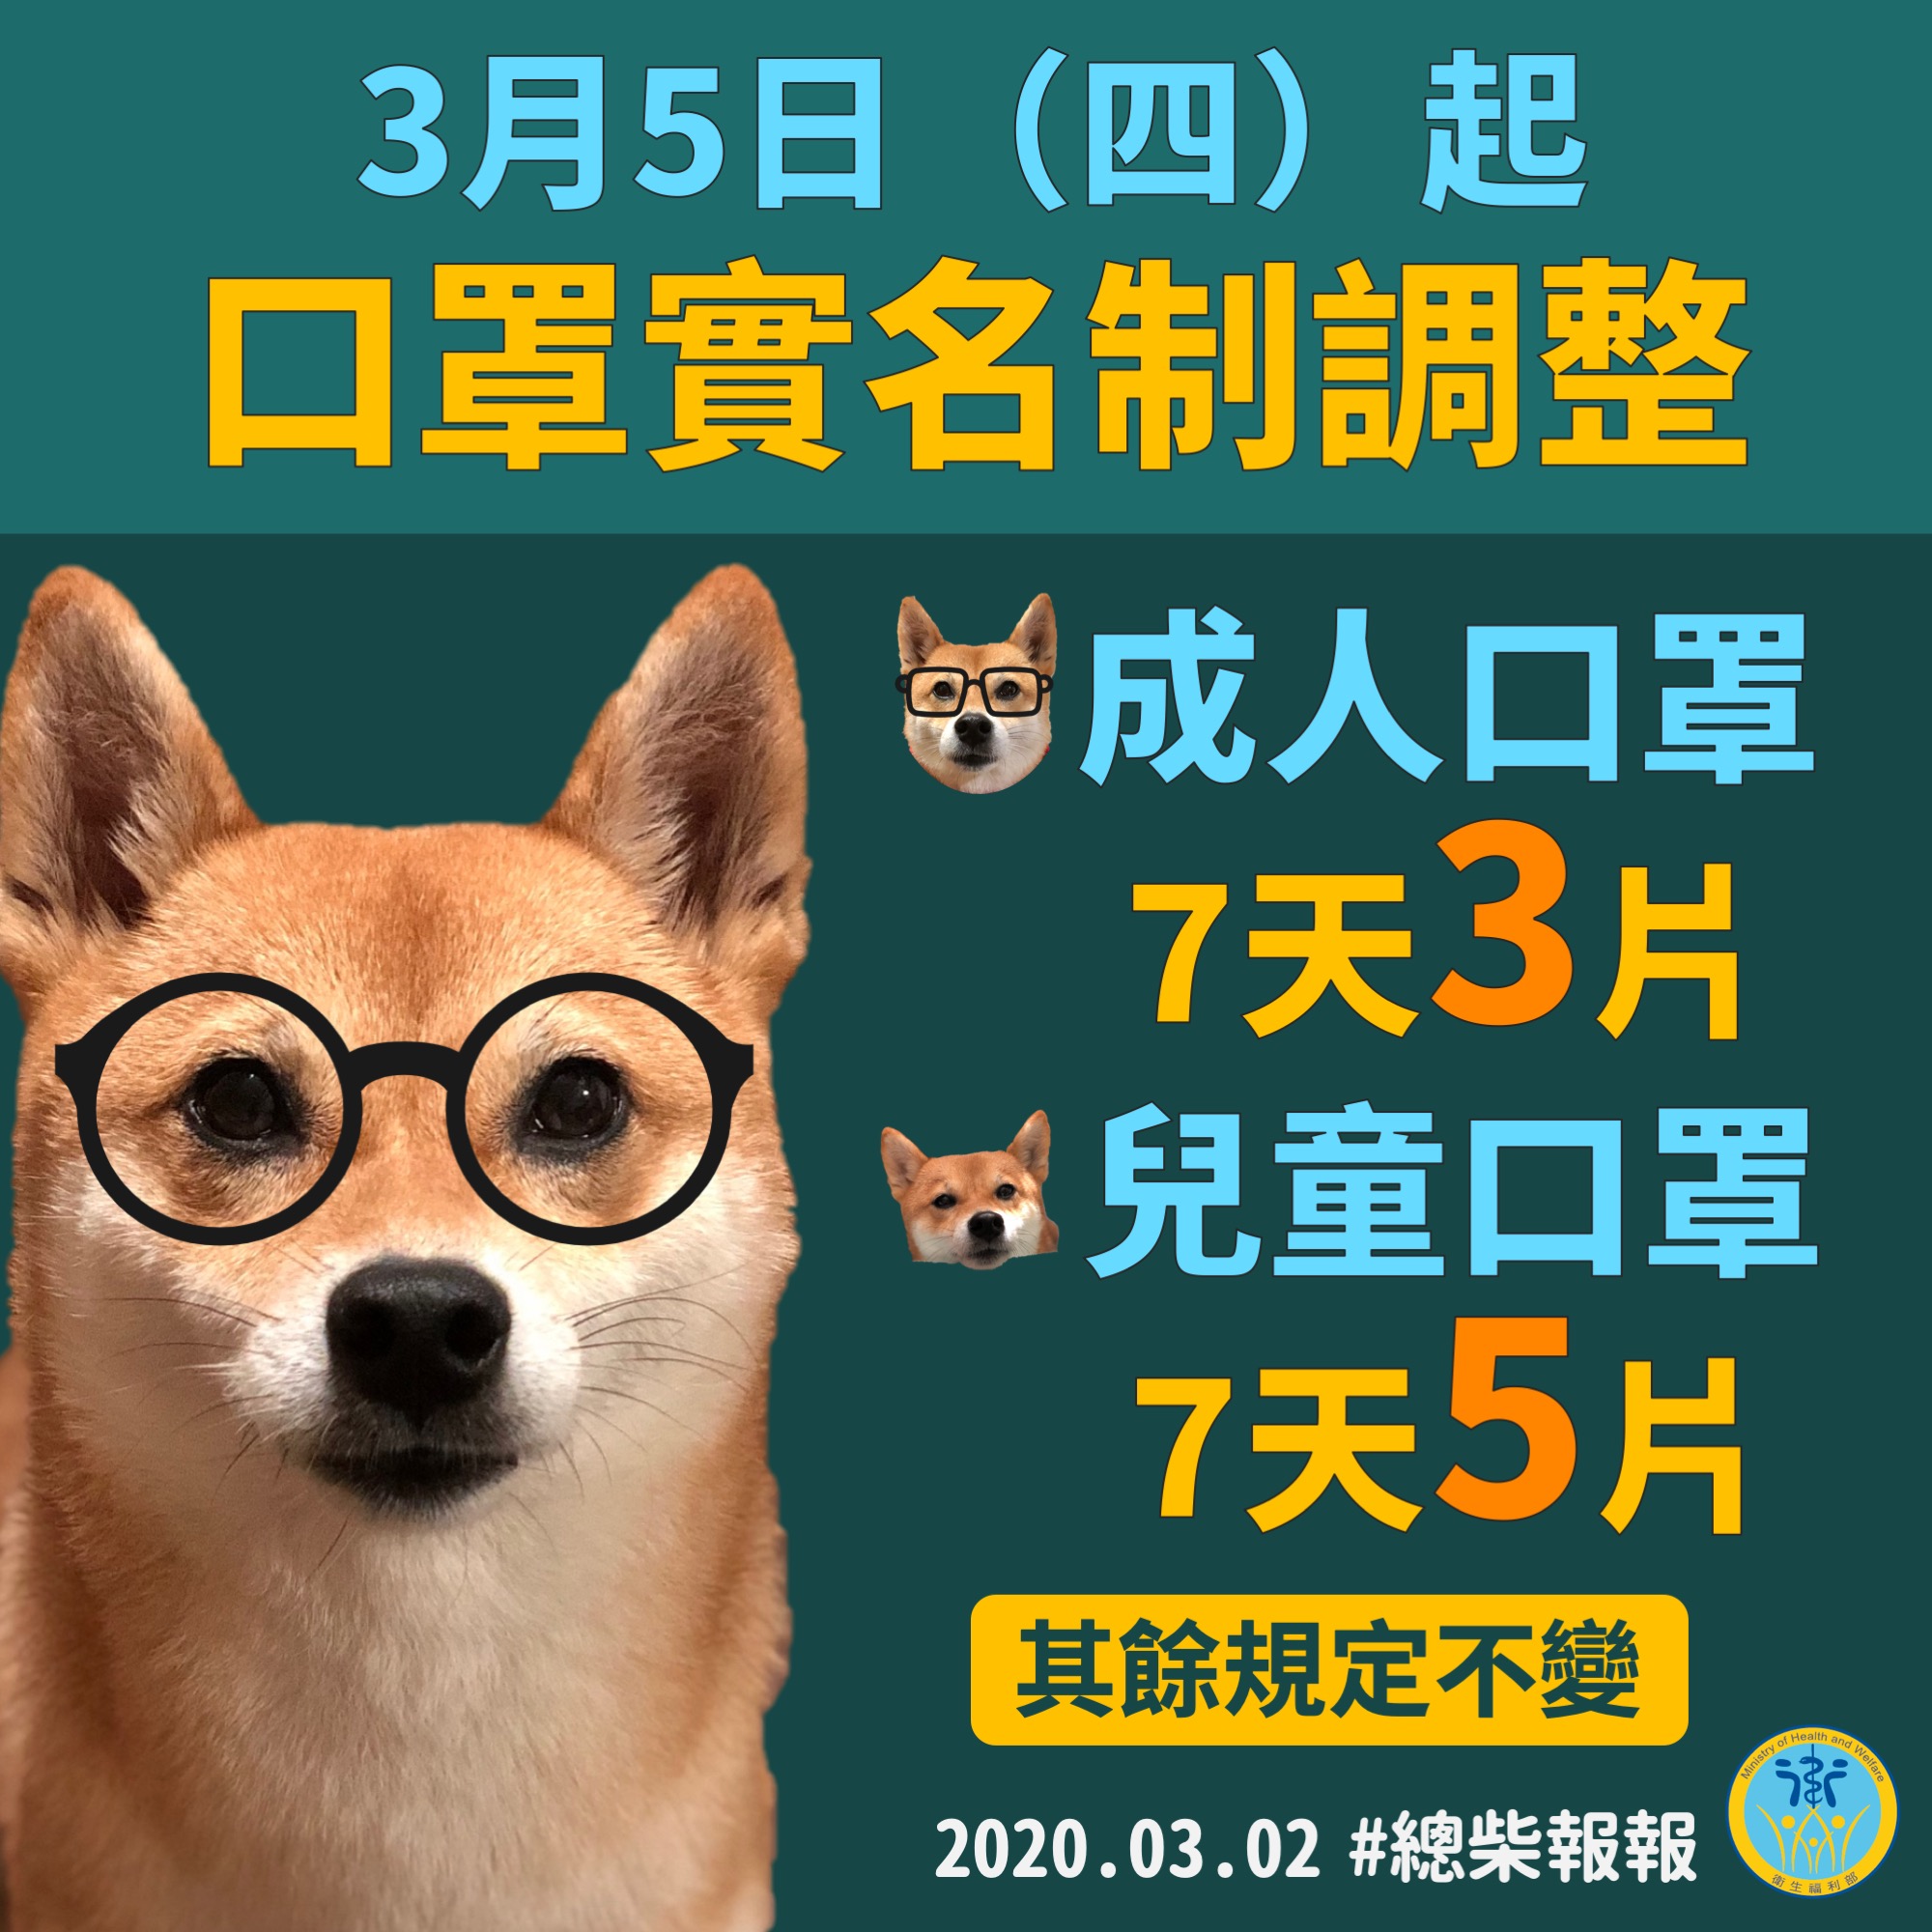 3月5日（四）起
口罩實名制調整
成人口罩
7天3片
兒童口罩
7天5片
其餘規定不變
2020.03.02 #總柴報報
Ministry of Health and Welfare
衛生福利部